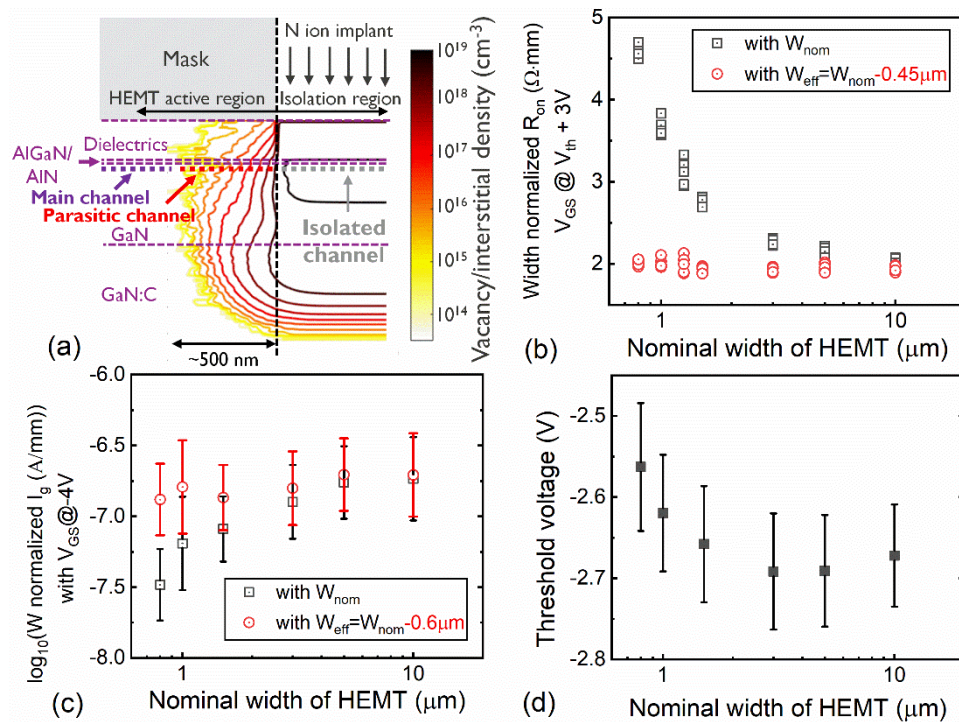 Mask
N ion implant
HEMT active region
Isolation region
AlGaN/
AlN
Dielectrics
Main channel
Parasitic channel
Isolated
channel
GaN
GaN:C
(a)
~500 nm
10^19
10^18
10^17
10^16
10^15
10^14
Vacancy/interstitial density (cm^-3)
Width normalized R_on (Ω·mm)
V_GS @ V_th + 3V
5
4
3
2
with W_nom
with W_eff=W_nom-0.45μm
1
10
(b)
Nominal width of HEMT (μm)
log_10(W normalized I_g (A/mm))
with V_GS@-4V
-6.0
-6.5
-7.0
-7.5
-8.0
with W_nom
with W_eff=W_nom-0.6μm
1
10
(c)
Nominal width of HEMT (μm)
Threshold voltage (V)
-2.5
-2.6
-2.7
-2.8
1
10
(d)
Nominal width of HEMT (μm)